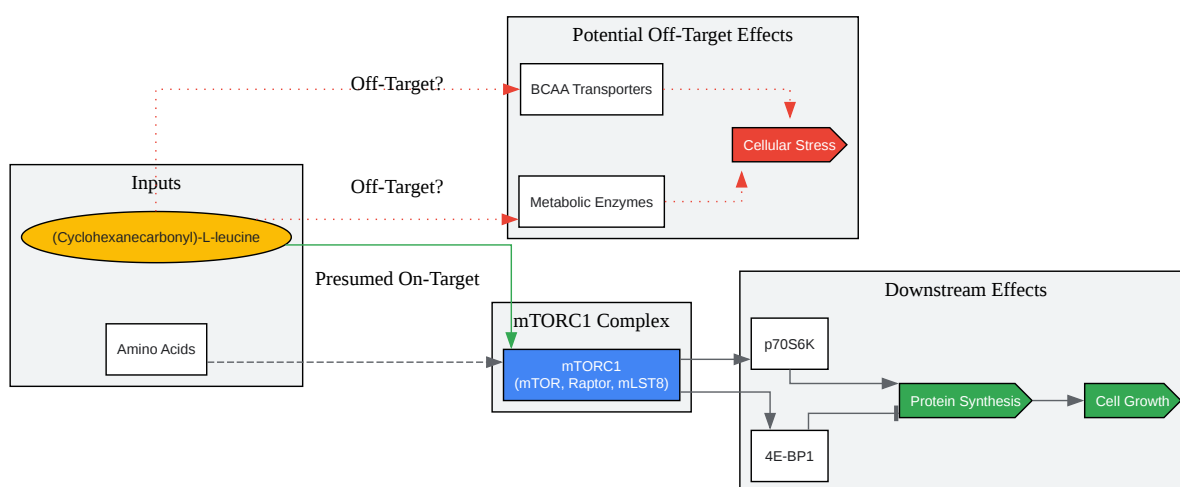 Potential Off-Target Effects
Off-Target?
BCAA Transporters
Cellular Stress
Inputs
Off-Target?
Metabolic Enzymes
(Cyclohexanecarbonyl)-L-leucine
Presumed On-Target
Downstream Effects
mTORC1 Complex
Amino Acids
mTORC1
(mTOR, Raptor, mLST8)
p70S6K
Protein Synthesis
Cell Growth
4E-BP1